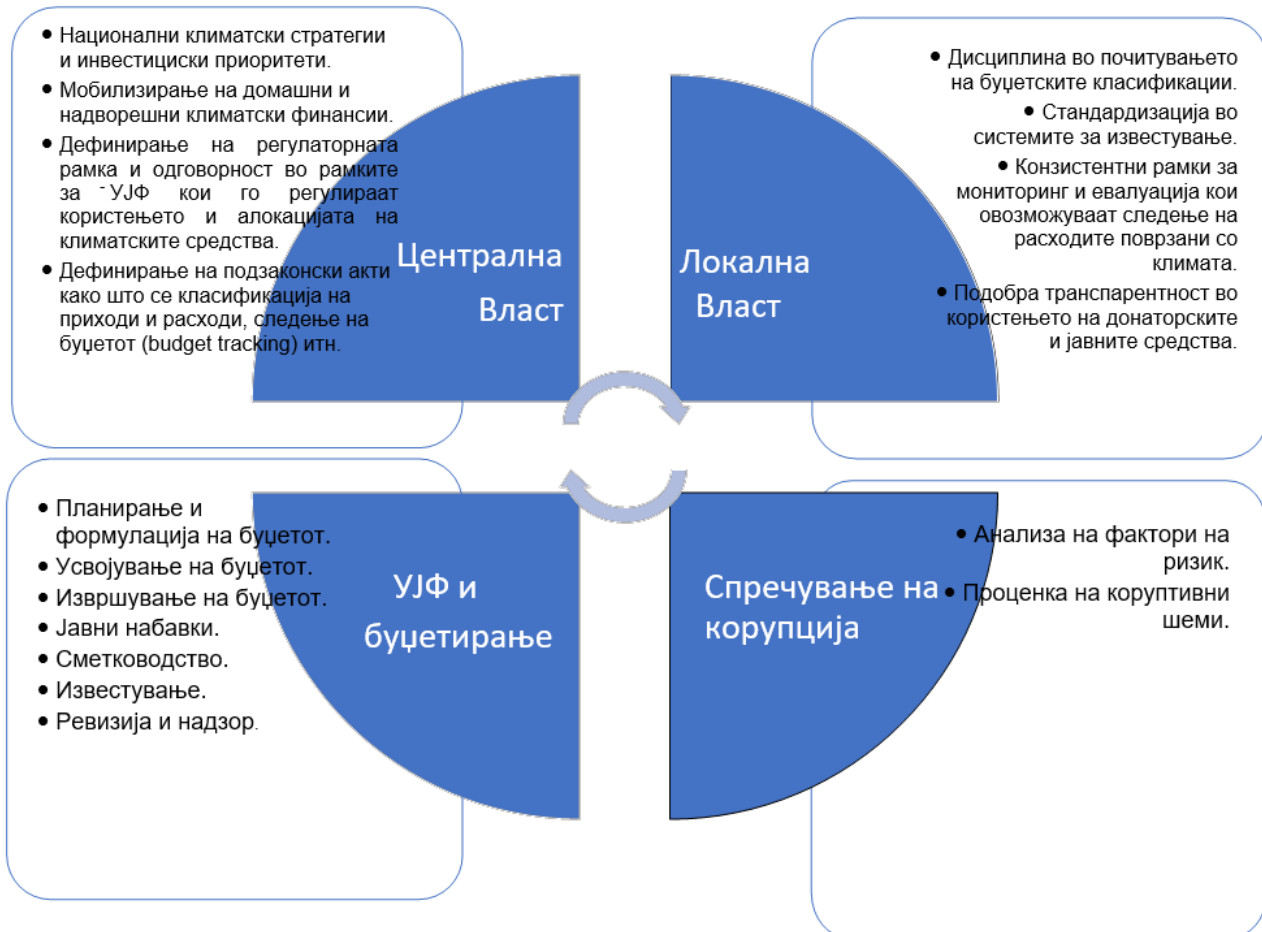 • Национални климатски стратегии
и инвестициски приоритети.
• Мобилизирање на домашни и
надворешни климатски финансии.
• Дефинирање на регулаторната
рамка и одговорност во рамките
за УЈФ кои го регулираат
користењето и алокацијата на
климатските средства.
• Дефинирање на подзаконски акти
како што се класификација на
приходи и расходи, следење на
буџетот (budget tracking) итн.
Централна
Власт
• Дисциплина во почитувањето
на буџетските класификации.
• Стандардизација во
системите за известување.
• Конзистентни рамки за
мониторинг и евалуација кои
овозможуваат следење на
расходите поврзани со
климата.
• Подобра транспарентност во
користењето на донаторските
и јавните средства.
Локална
Власт
• Планирање и
формулација на буџетот.
• Усвојување на буџетот.
• Извршување на буџетот.
• Јавни набавки.
• Сметководство.
• Известување.
• Ревизија и надзор.
УЈФ и
буџетирање
• Анализа на фактори на
ризик.
• Проценка на коруптивни
шеми.
Спречување на
корупција